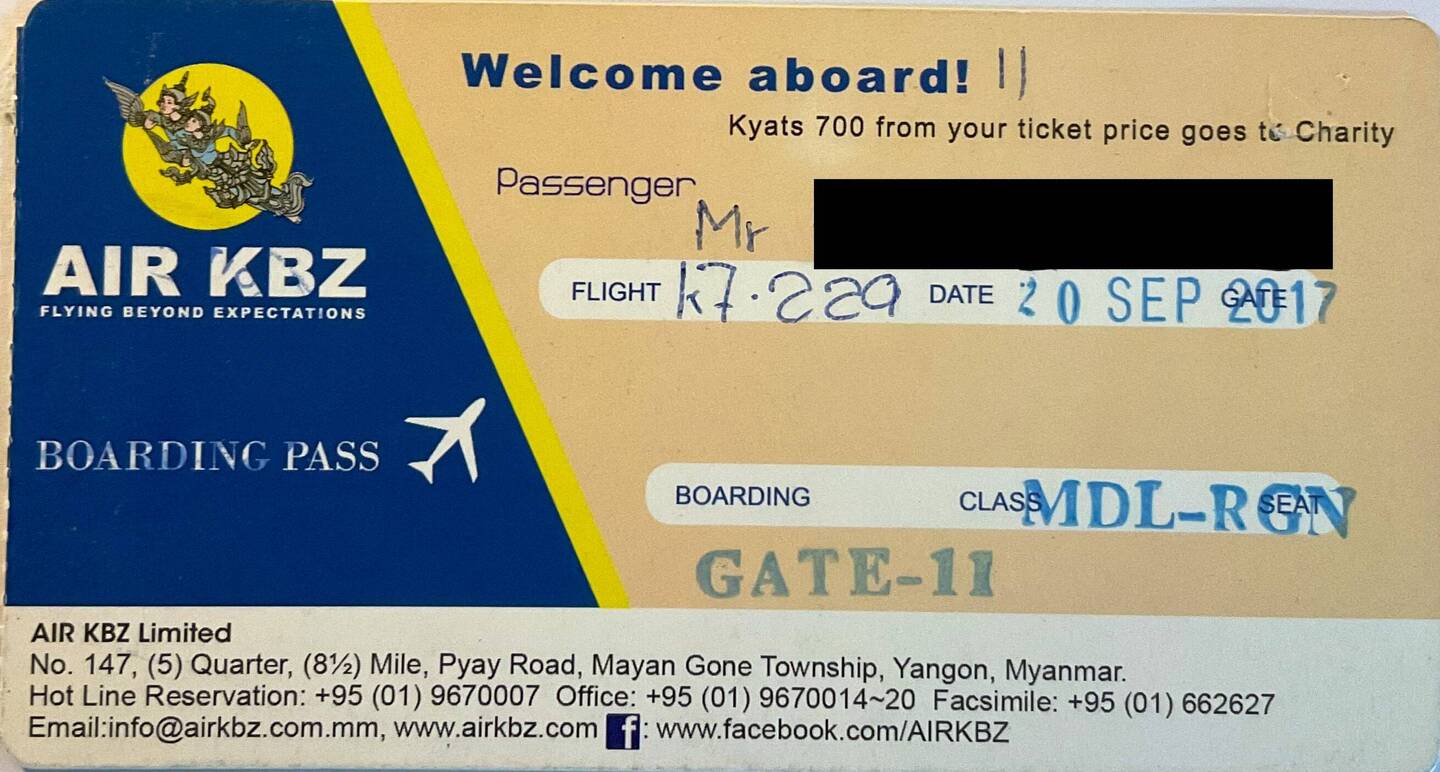 Welcome aboard! 11
Kyats 700 from your ticket price goes to Charity
Passenger
Mr
FLIGHT K7.229 DATE 20 SEP 2017 GATE
AIR KBZ
FLYING BEYOND EXPECTATIONS
BOARDING PASS
BOARDING CLASS MDL-RGN SEAT
GATE-11
AIR KBZ Limited
No. 147, (5) Quarter, (8½) Mile, Pyay Road, Mayan Gone Township, Yangon, Myanmar.
Hot Line Reservation: +95 (01) 9670007 Office: +95 (01) 9670014~20 Facsimile: +95 (01) 662627
Email:info@airkbz.com.mm, www.airkbz.com f: www.facebook.com/AIRKBZ